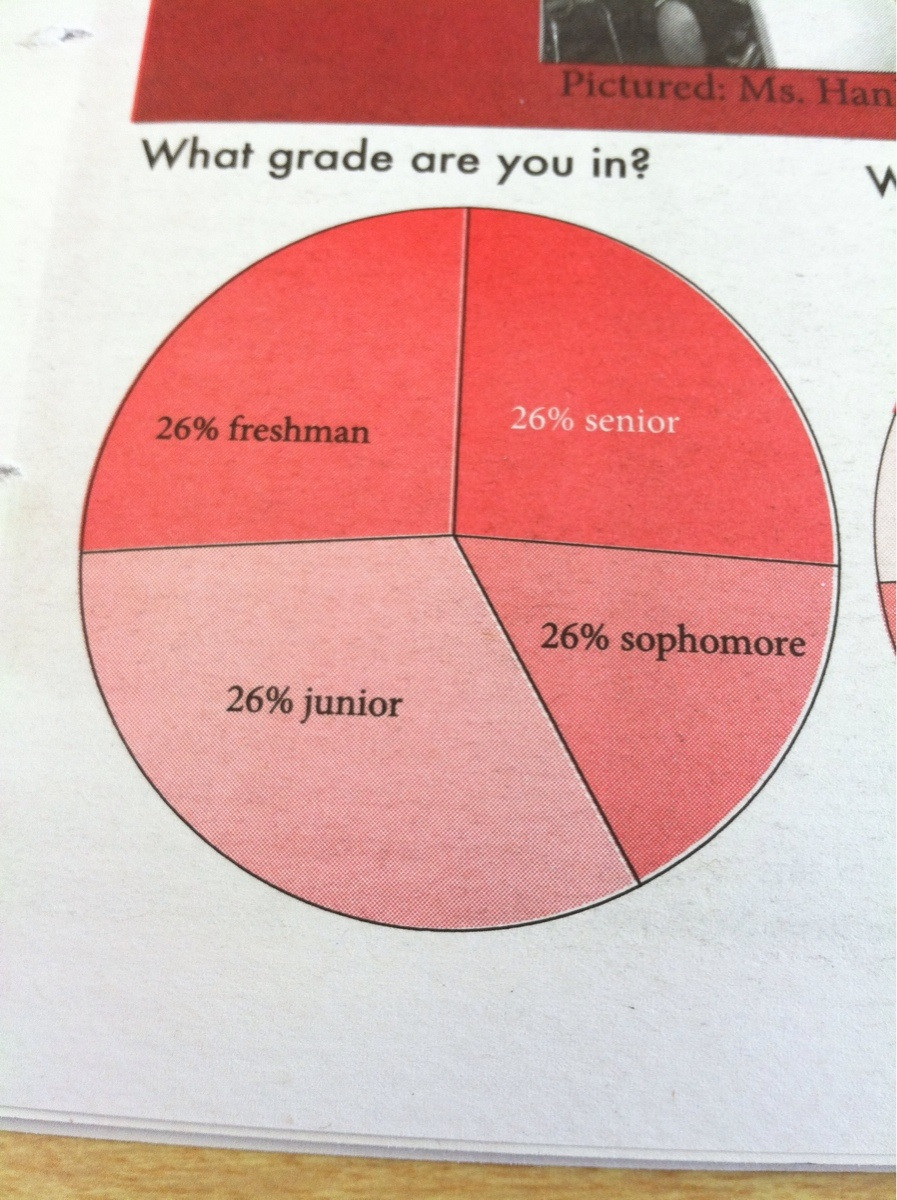 Pictured: Ms. Han
What grade are you in?
26% freshman
26% senior
26% sophomore
26% junior